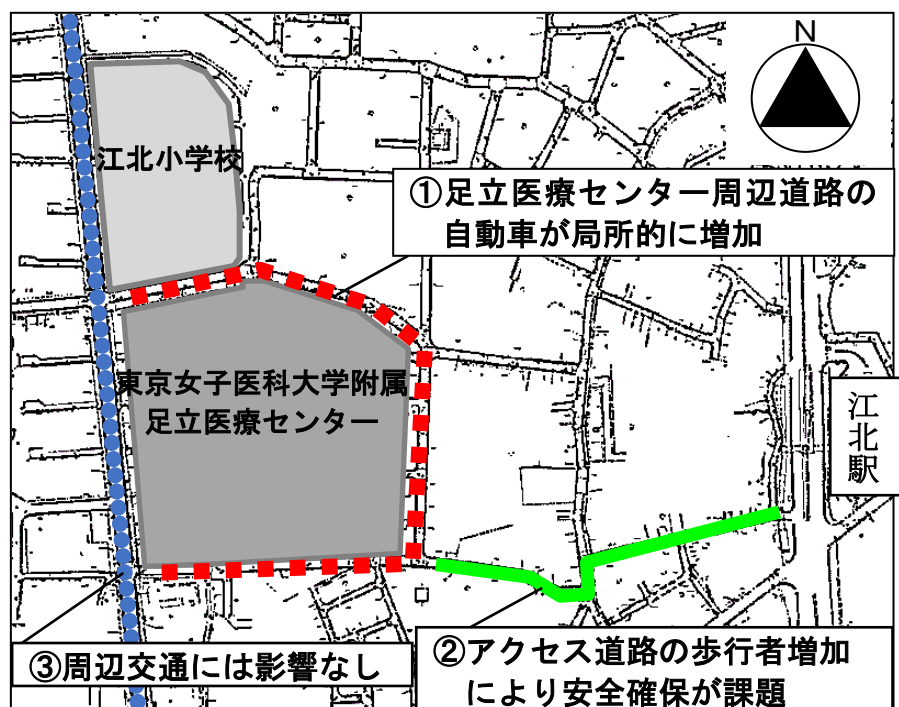 N
江北小学校
①足立医療センター周辺道路の
自動車が局所的に増加
東京女子医科大学附属
足立医療センター
江北駅
③周辺交通には影響なし
②アクセス道路の歩行者増加
により安全確保が課題